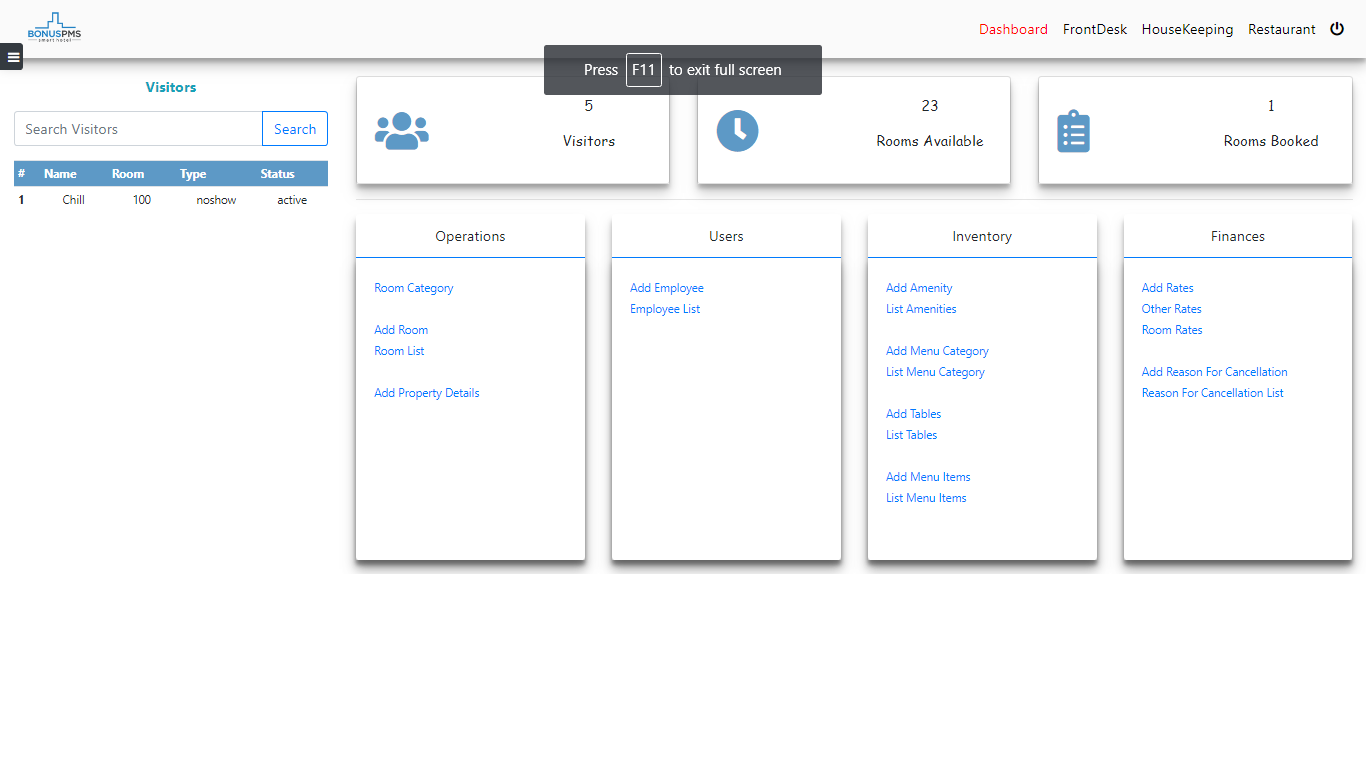 BONUSPMS
smart hotel
Dashboard FrontDesk HouseKeeping Restaurant
Press F11 to exit full screen
Visitors
Search Visitors Search
# Name Room Type Status
1 Chill 100 noshow active
5
Visitors
23
Rooms Available
1
Rooms Booked
Operations
Room Category
Add Room
Room List
Add Property Details
Users
Add Employee
Employee List
Inventory
Add Amenity
List Amenities
Add Menu Category
List Menu Category
Add Tables
List Tables
Add Menu Items
List Menu Items
Finances
Add Rates
Other Rates
Room Rates
Add Reason For Cancellation
Reason For Cancellation List